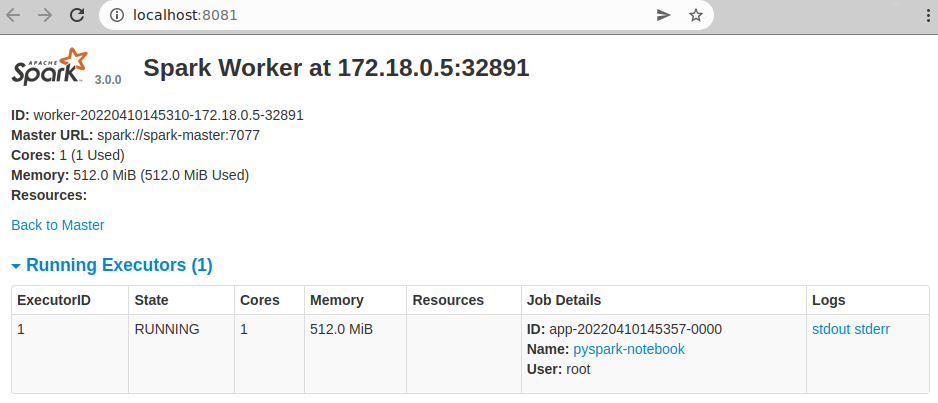 localhost:8081
APACHE
Spark 3.0.0 Spark Worker at 172.18.0.5:32891
ID: worker-20220410145310-172.18.0.5-32891
Master URL: spark://spark-master:7077
Cores: 1 (1 Used)
Memory: 512.0 MiB (512.0 MiB Used)
Resources:
Back to Master
Running Executors (1)
ExecutorID State Cores Memory Resources Job Details Logs
1 RUNNING 1 512.0 MiB ID: app-20220410145357-0000 stdout stderr
Name: pyspark-notebook
User: root